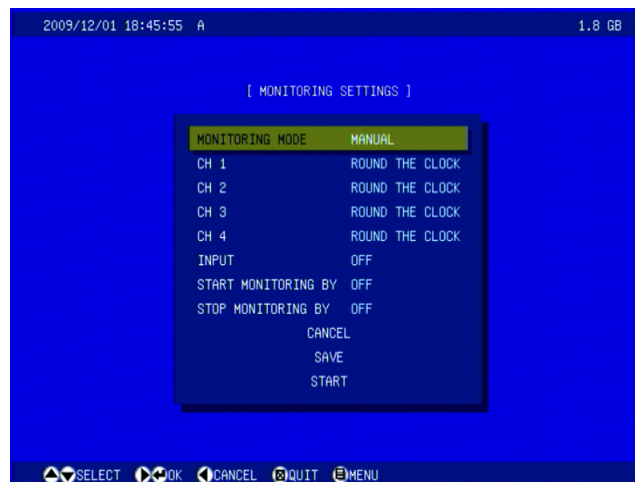 2009/12/01 18:45:55 A 1.8 GB
[ MONITORING SETTINGS ]
MONITORING MODE MANUAL
CH 1 ROUND THE CLOCK
CH 2 ROUND THE CLOCK
CH 3 ROUND THE CLOCK
CH 4 ROUND THE CLOCK
INPUT OFF
START MONITORING BY OFF
STOP MONITORING BY OFF
CANCEL
SAVE
START
SELECT OK CANCEL QUIT MENU